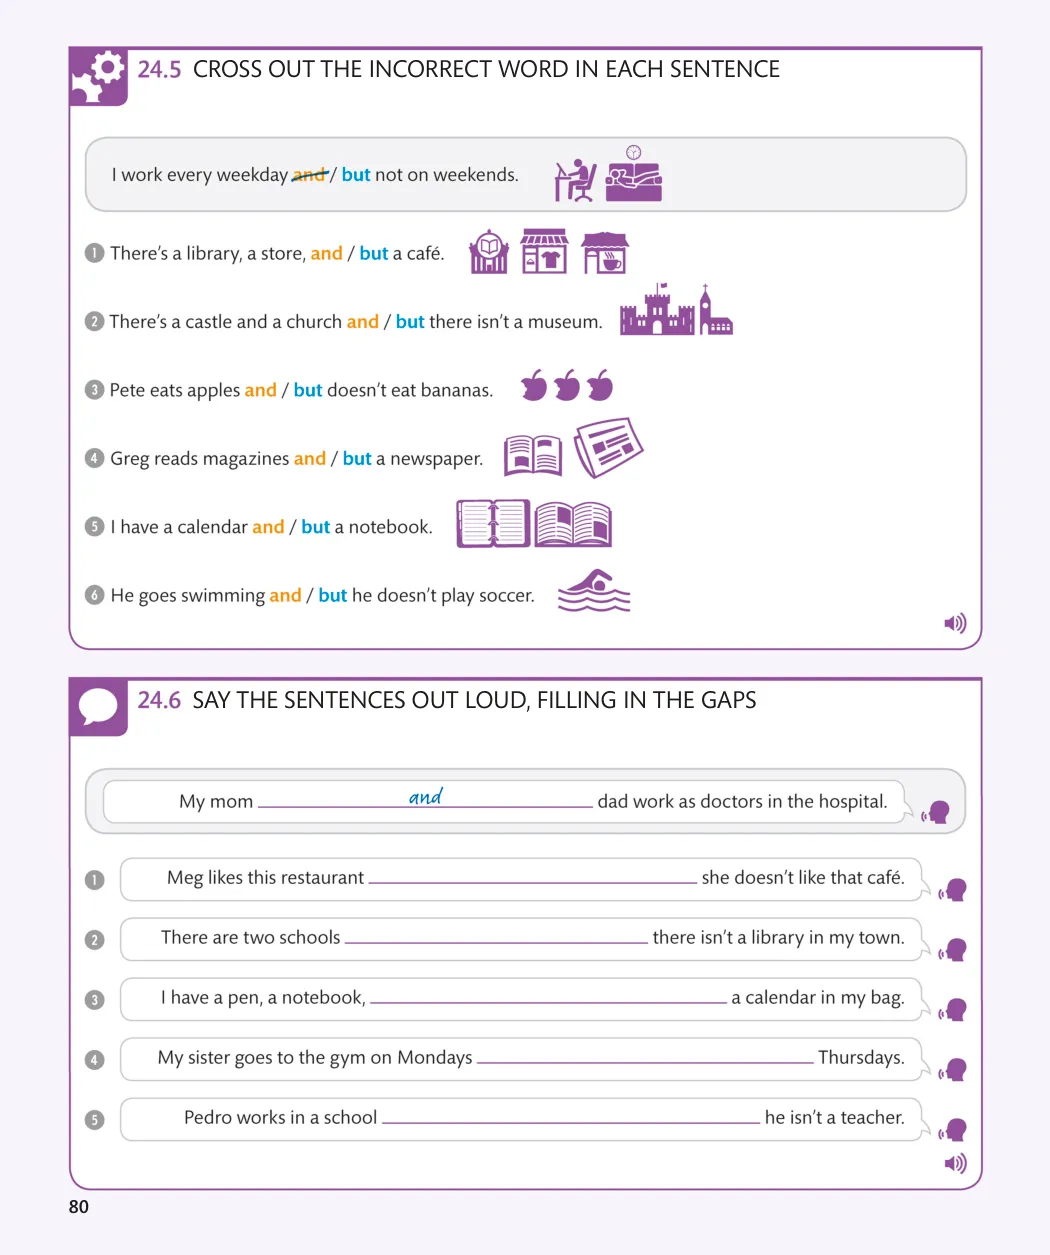 24.5 CROSS OUT THE INCORRECT WORD IN EACH SENTENCE
I work every weekday and / but not on weekends.
1 There’s a library, a store, and / but a café.
2 There’s a castle and a church and / but there isn’t a museum.
3 Pete eats apples and / but doesn’t eat bananas.
4 Greg reads magazines and / but a newspaper.
5 I have a calendar and / but a notebook.
6 He goes swimming and / but he doesn’t play soccer.
24.6 SAY THE SENTENCES OUT LOUD, FILLING IN THE GAPS
My mom and dad work as doctors in the hospital.
1 Meg likes this restaurant she doesn’t like that café.
2 There are two schools there isn’t a library in my town.
3 I have a pen, a notebook, a calendar in my bag.
4 My sister goes to the gym on Mondays Thursdays.
5 Pedro works in a school he isn’t a teacher.
80